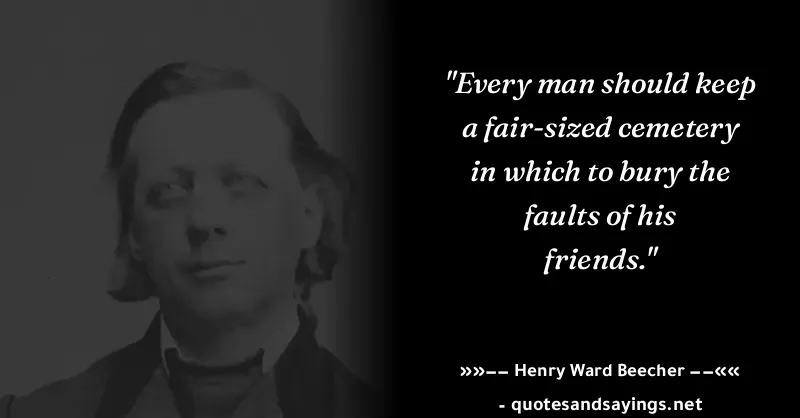 "Every man should keep
a fair-sized cemetery
in which to bury the
faults of his
friends."
»»–– Henry Ward Beecher ––««
- quotesandsayings.net